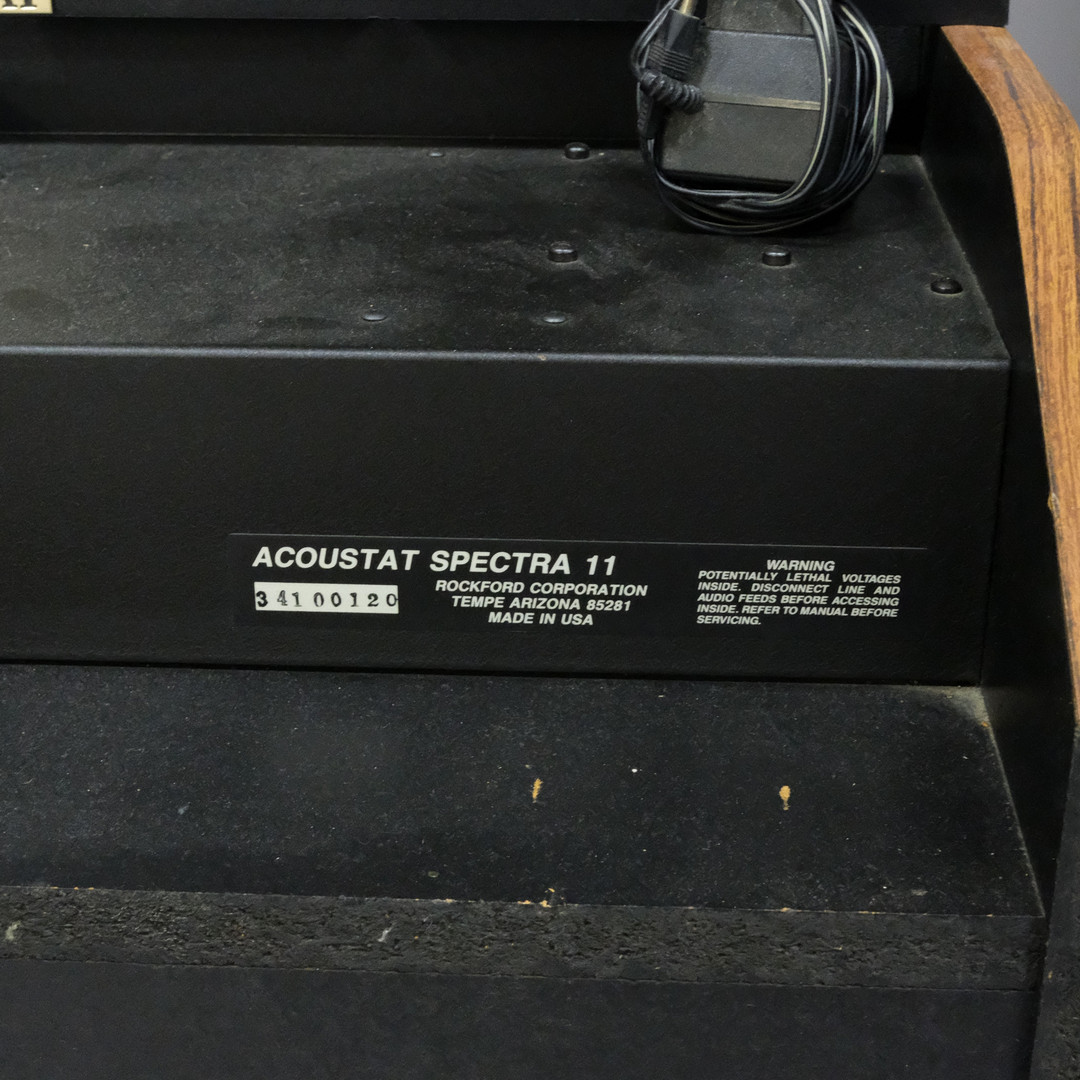 ACOUSTAT SPECTRA 11
34100120
ROCKFORD CORPORATION
TEMPE ARIZONA 85281
MADE IN USA
WARNING
POTENTIALLY LETHAL VOLTAGES
INSIDE. DISCONNECT LINE AND
AUDIO FEEDS BEFORE ACCESSING
INSIDE. REFER TO MANUAL BEFORE
SERVICING.